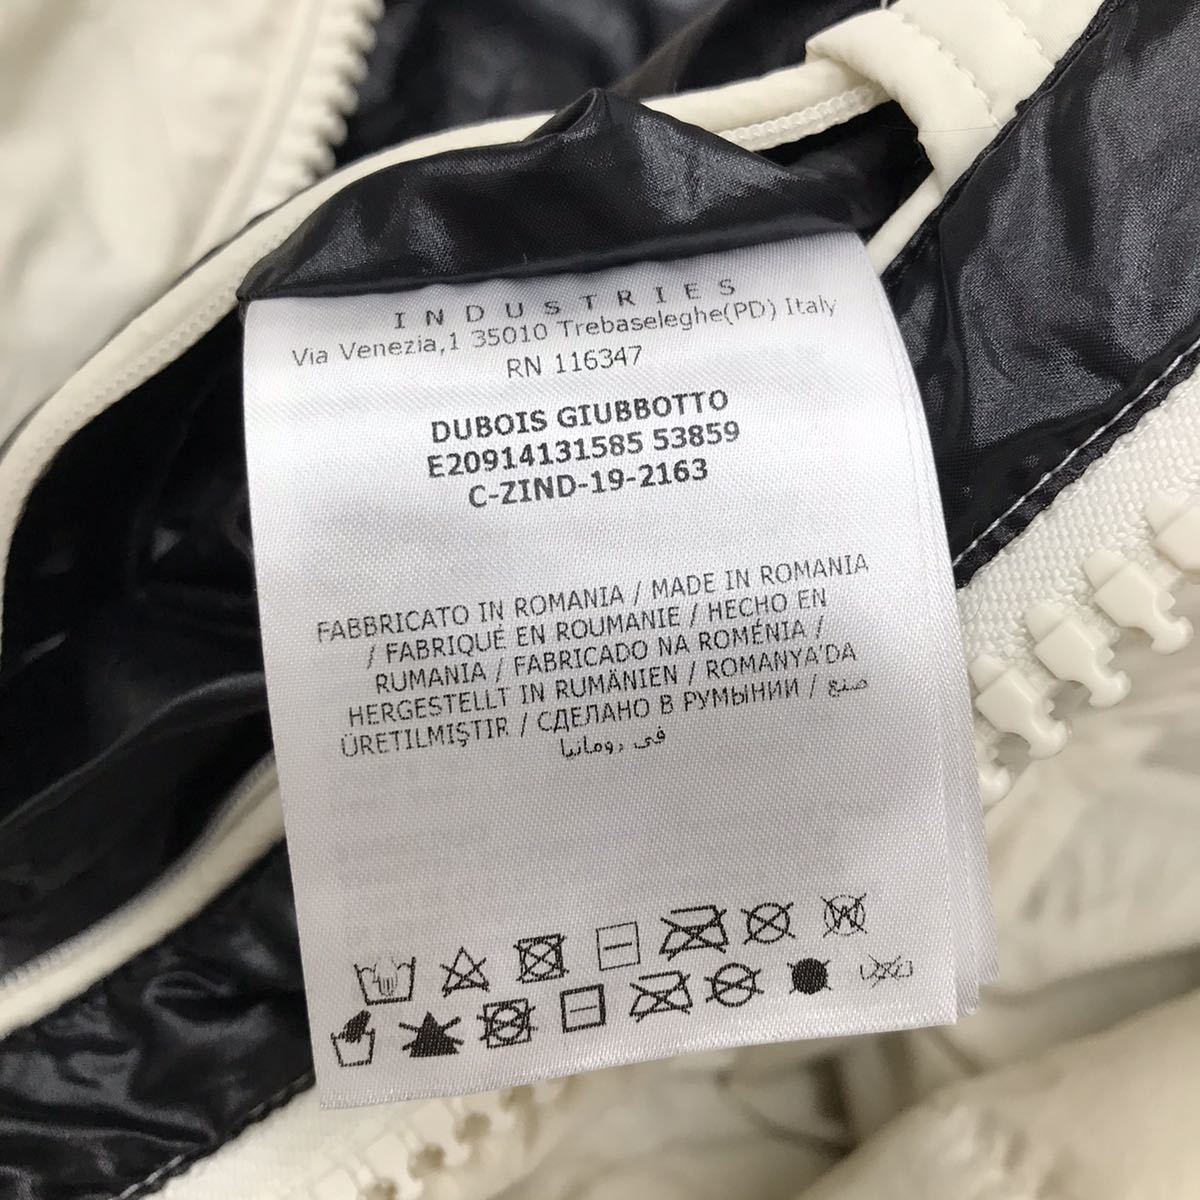 INDUSTRIES
Via Venezia,1 35010 Trebaseleghe(PD) Italy
RN 116347
DUBOIS GIUBBOTTO
E20914131585 53859
C-ZIND-19-2163
FABBRICATO IN ROMANIA / MADE IN ROMANIA
/ FABRIQUÉ EN ROUMANIE / HECHO EN
RUMANIA / FABRICADO NA ROMÉNIA /
HERGESTELLT IN RUMÄNIEN / ROMANYA'DA
ÜRETILMIŞTIR / СДЕЛАНО В РУМЫНИИ / صنع
في رومانيا